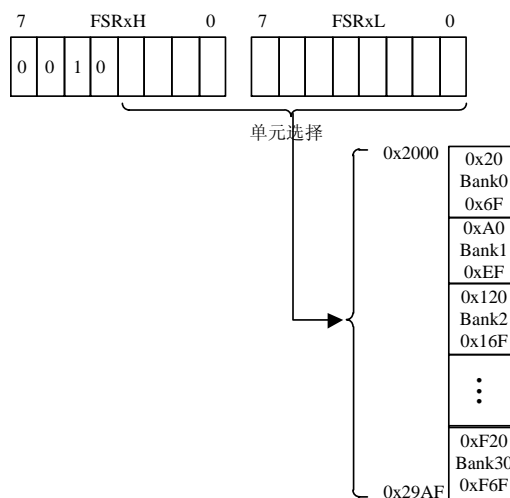 7 FSRxH 0 7 FSRxL 0
0 0 1 0
单元选择
0x2000
0x20
Bank0
0x6F
0xA0
Bank1
0xEF
0x120
Bank2
0x16F
0xF20
Bank30
0xF6F
0x29AF